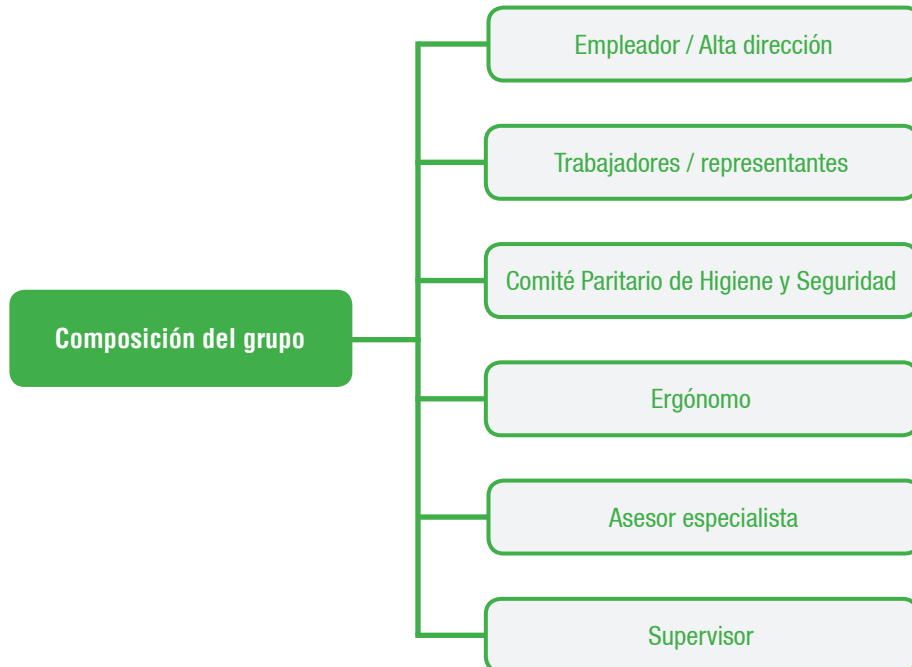 Empleador / Alta dirección
Trabajadores / representantes
Comité Paritario de Higiene y Seguridad
Composición del grupo
Ergónomo
Asesor especialista
Supervisor